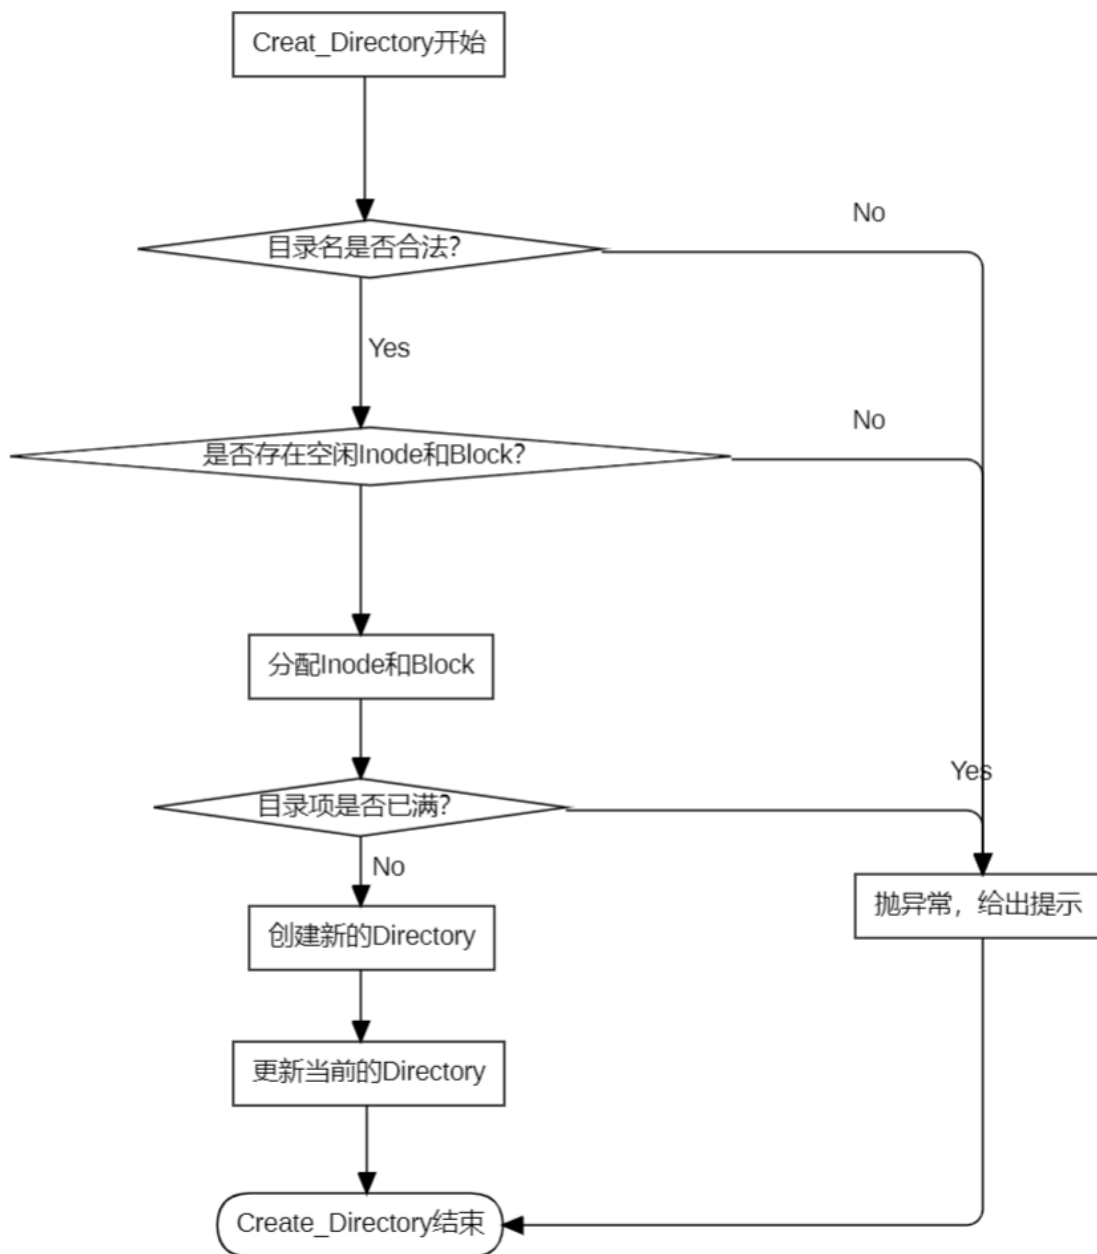 Creat_Directory开始
No
目录名是否合法?
Yes
No
是否存在空闲Inode和Block?
分配Inode和Block
Yes
目录项是否已满?
No
抛异常，给出提示
创建新的Directory
更新当前的Directory
Create_Directory结束